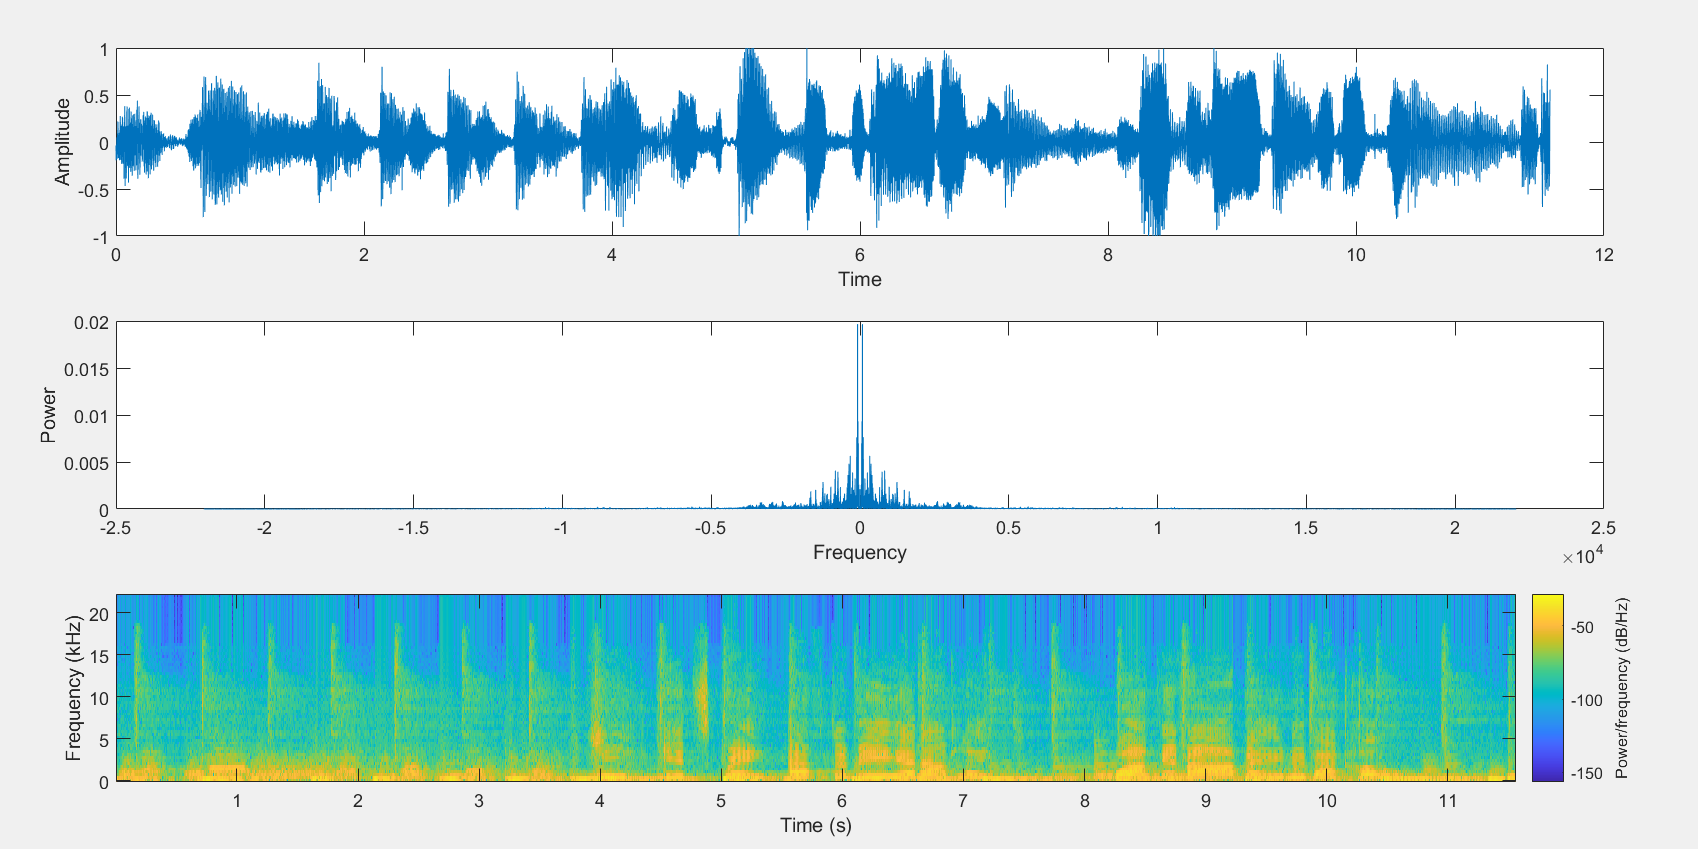 1
0.5
0
-0.5
-1
Amplitude
0 2 4 6 8 10 12
Time
0.02
0.015
0.01
0.005
0
Power
-2.5 -2 -1.5 -1 -0.5 0 0.5 1 1.5 2 2.5
×10⁴
Frequency
20
15
10
5
0
Frequency (kHz)
1 2 3 4 5 6 7 8 9 10 11
Time (s)
-50
-100
-150
Power/frequency (dB/Hz)